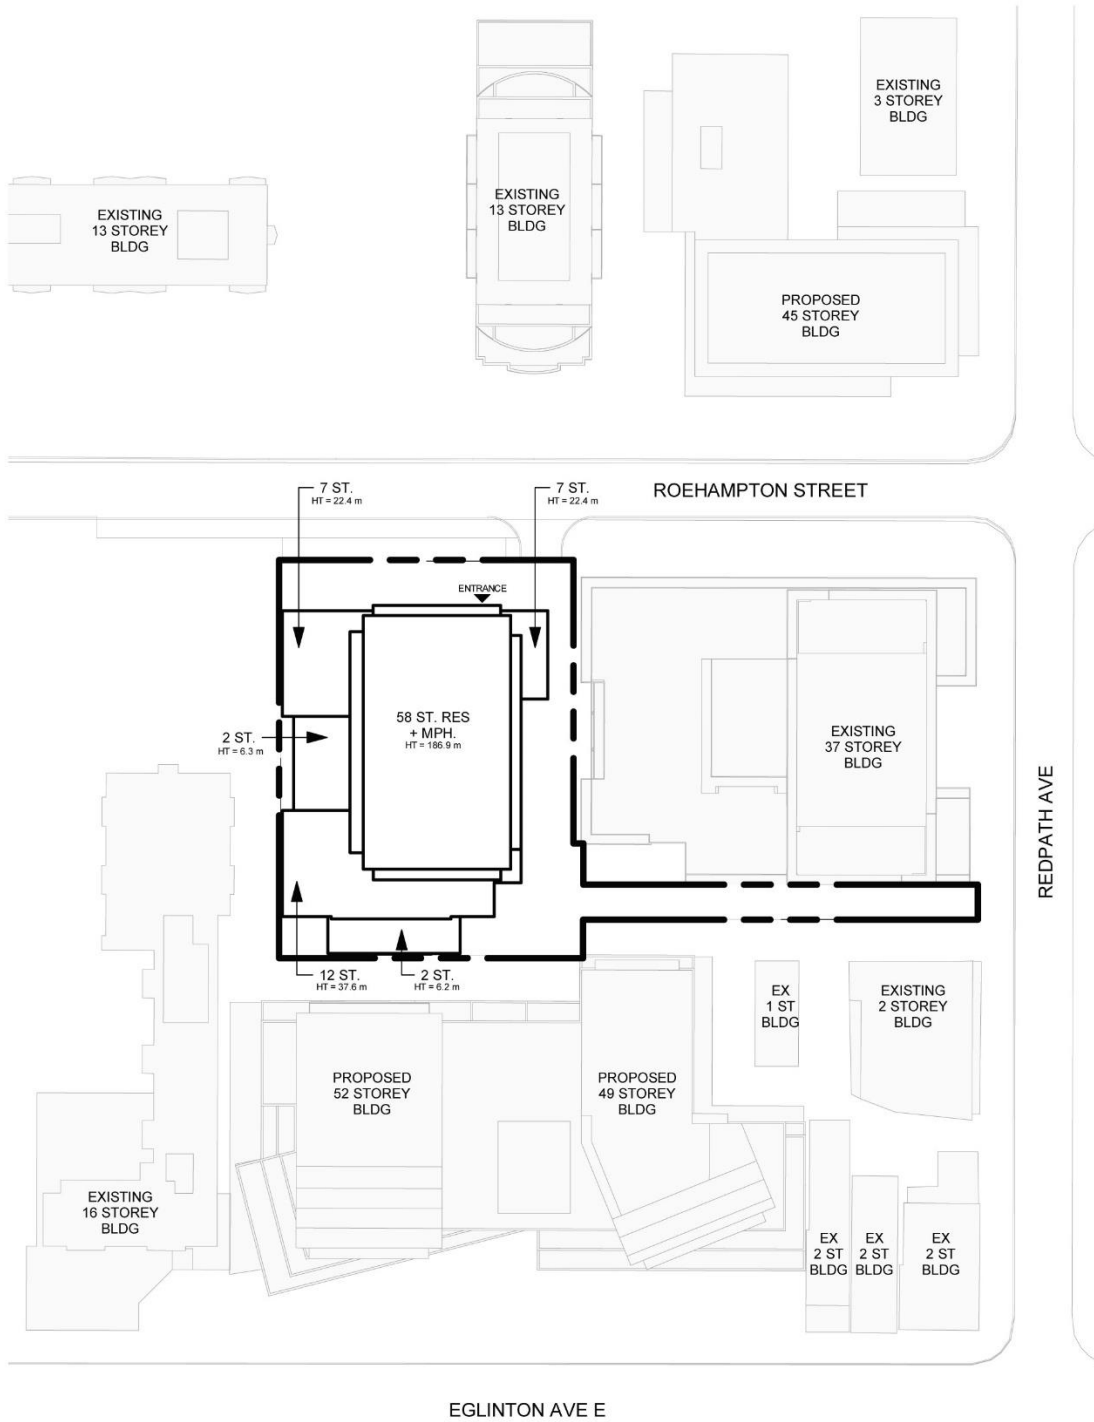 EXISTING
3 STOREY
BLDG
EXISTING
13 STOREY
BLDG
EXISTING
13 STOREY
BLDG
PROPOSED
45 STOREY
BLDG
7 ST.
HT = 22.4 m
7 ST.
HT = 22.4 m
ROEHAMPTON STREET
ENTRANCE
58 ST. RES
+ MPH.
HT = 186.9 m
2 ST.
HT = 6.3 m
EXISTING
37 STOREY
BLDG
REDPATH AVE
12 ST.
HT = 37.6 m
2 ST.
HT = 6.2 m
EX
1 ST
BLDG
EXISTING
2 STOREY
BLDG
PROPOSED
52 STOREY
BLDG
PROPOSED
49 STOREY
BLDG
EXISTING
16 STOREY
BLDG
EX
2 ST
BLDG
EX
2 ST
BLDG
EX
2 ST
BLDG
EGLINTON AVE E